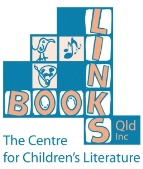 BOOK
LINKS
Qld
Inc
The Centre
for Children's Literature